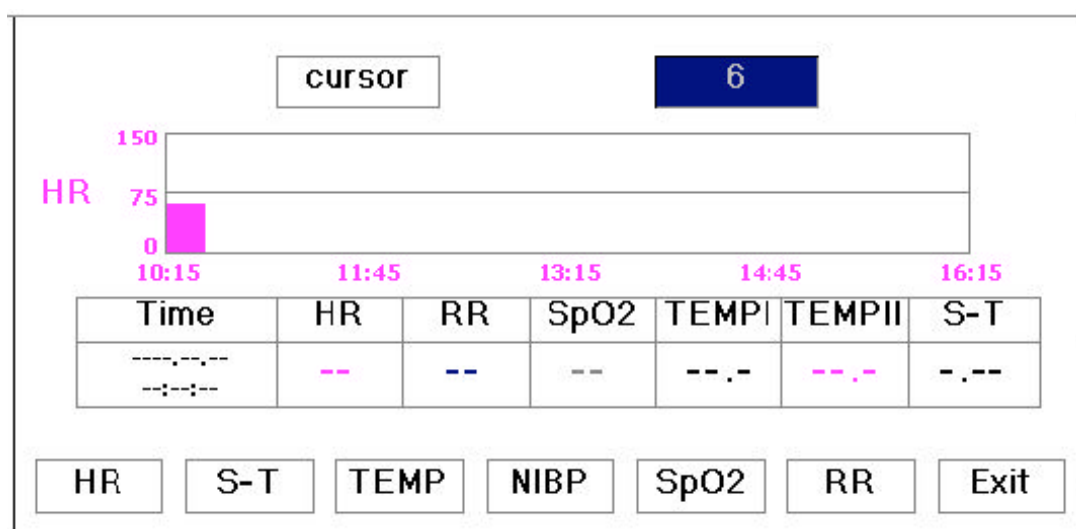 cursor 6
150
HR 75
0
10:15 11:45 13:15 14:45 16:15
Time HR RR SpO2 TEMPI TEMPII S-T
----.--.-- -- -- -- --.- --.- -.--
--:--:--
HR S-T TEMP NIBP SpO2 RR Exit